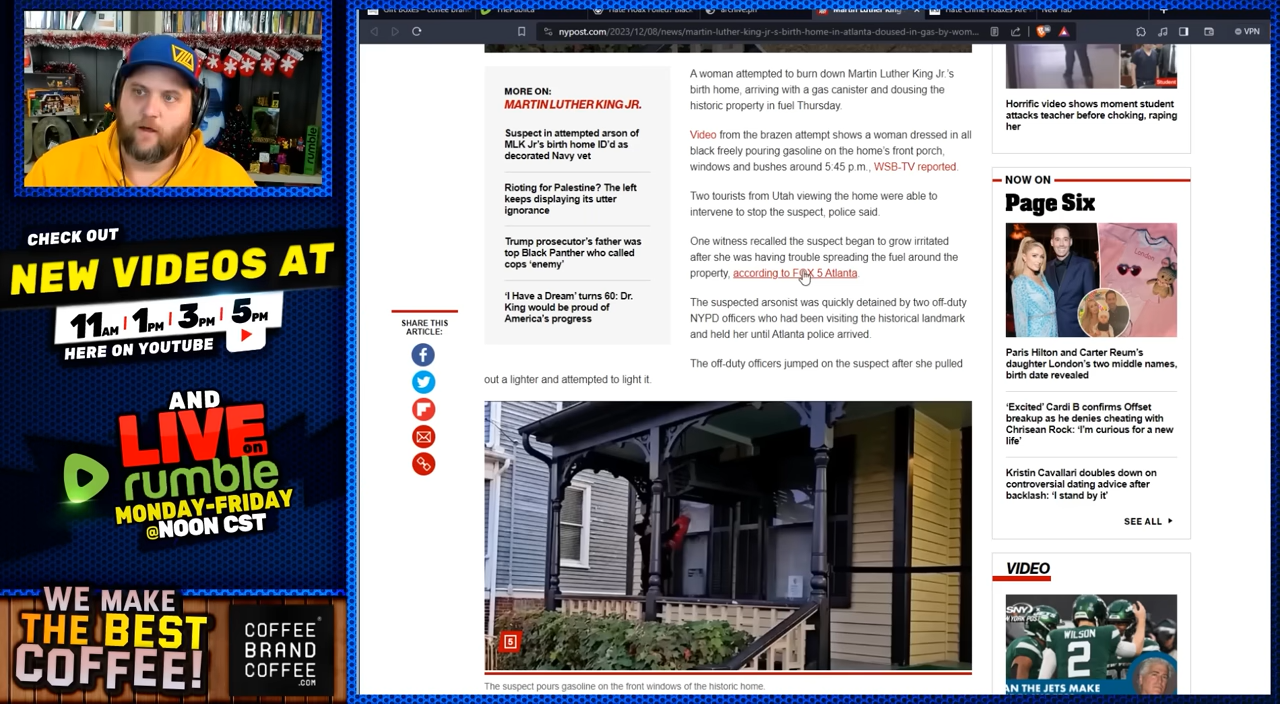 CHECK OUT
NEW VIDEOS AT
11AM | 1PM | 3PM | 5PM
HERE ON YOUTUBE
AND
LIVE on
rumble
MONDAY-FRIDAY
@NOON CST
WE MAKE
THE BEST
COFFEE!
COFFEE
BRAND
COFFEE
.COM
rumble
Martin Luther King
New Tab
nypost.com/2023/12/08/news/martin-luther-king-jr-s-birth-home-in-atlanta-doused-in-gas-by-wom...
VPN
MORE ON:
MARTIN LUTHER KING JR.
Suspect in attempted arson of
MLK Jr's birth home ID'd as
decorated Navy vet
Rioting for Palestine? The left
keeps displaying its utter
ignorance
Trump prosecutor's father was
top Black Panther who called
cops 'enemy'
'I Have a Dream' turns 60: Dr.
King would be proud of
America's progress
SHARE THIS
ARTICLE:
A woman attempted to burn down Martin Luther King Jr.'s
birth home, arriving with a gas canister and dousing the
historic property in fuel Thursday.
Video from the brazen attempt shows a woman dressed in all
black freely pouring gasoline on the home's front porch,
windows and bushes around 5:45 p.m., WSB-TV reported.
Two tourists from Utah viewing the home were able to
intervene to stop the suspect, police said.
One witness recalled the suspect began to grow irritated
after she was having trouble spreading the fuel around the
property, according to FOX 5 Atlanta.
The suspected arsonist was quickly detained by two off-duty
NYPD officers who had been visiting the historical landmark
and held her until Atlanta police arrived.
The off-duty officers jumped on the suspect after she pulled
out a lighter and attempted to light it.
5
The suspect pours gasoline on the front windows of the historic home.
Student
Horrific video shows moment student
attacks teacher before choking, raping
her
NOW ON
Page Six
London
Paris Hilton and Carter Reum's
daughter London's two middle names,
birth date revealed
'Excited' Cardi B confirms Offset
breakup as he denies cheating with
Chrisean Rock: 'I'm curious for a new
life'
Kristin Cavallari doubles down on
controversial dating advice after
backlash: 'I stand by it'
SEE ALL
VIDEO
SNY
WILSON
2
AN THE JETS MAKE